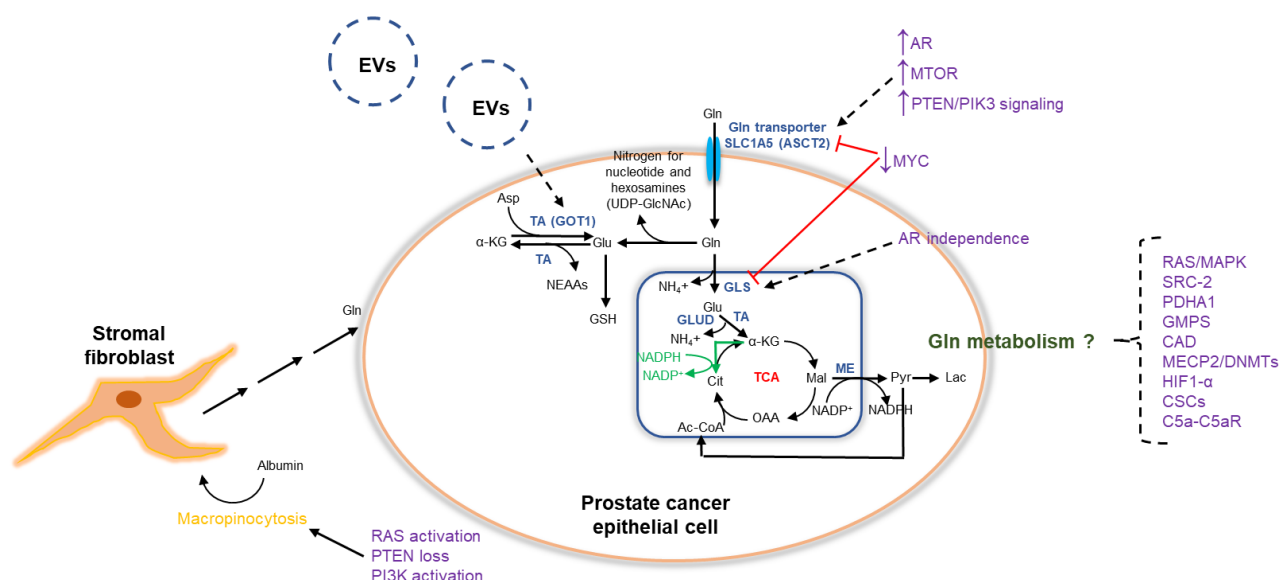 EVs
EVs
↑AR
↑MTOR
↑PTEN/PIK3 signaling
Gln
Gln transporter
SLC1A5 (ASCT2)
↓MYC
Nitrogen for
nucleotide and
hexosamines
(UDP-GlcNAc)
Asp
TA (GOT1)
α-KG
Glu
Gln
TA
NEAAs
GSH
AR independence
NH₄+
GLS
Glu
GLUD
TA
NH₄+
α-KG
NADPH
NADP⁺
Cit
TCA
Mal
ME
Pyr
Lac
NADP⁺
NADPH
OAA
Ac-CoA
Gln
Stromal
fibroblast
Albumin
Macropinocytosis
RAS activation
PTEN loss
PI3K activation
Prostate cancer
epithelial cell
Gln metabolism ?
RAS/MAPK
SRC-2
PDHA1
GMPS
CAD
MECP2/DNMTs
HIF1-α
CSCs
C5a-C5aR